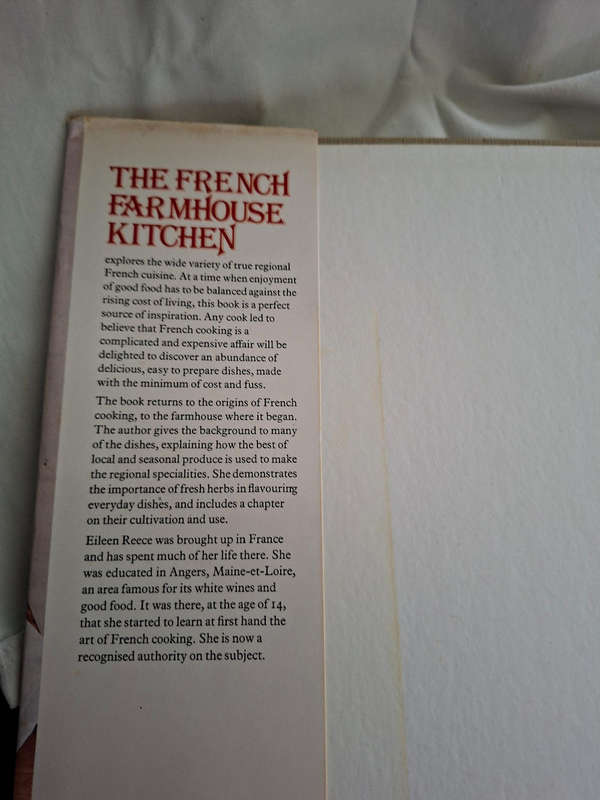 THE FRENCH
FARMHOUSE
KITCHEN
explores the wide variety of true regional
French cuisine. At a time when enjoyment
of good food has to be balanced against the
rising cost of living, this book is a perfect
source of inspiration. Any cook led to
believe that French cooking is a
complicated and expensive affair will be
delighted to discover an abundance of
delicious, easy to prepare dishes, made
with the minimum of cost and fuss.
The book returns to the origins of French
cooking, to the farmhouse where it began.
The author gives the background to many
of the dishes, explaining how the best of
local and seasonal produce is used to make
the regional specialities. She demonstrates
the importance of fresh herbs in flavouring
everyday dishes, and includes a chapter
on their cultivation and use.
Eileen Reece was brought up in France
and has spent much of her life there. She
was educated in Angers, Maine-et-Loire,
an area famous for its white wines and
good food. It was there, at the age of 14,
that she started to learn at first hand the
art of French cooking. She is now a
recognised authority on the subject.